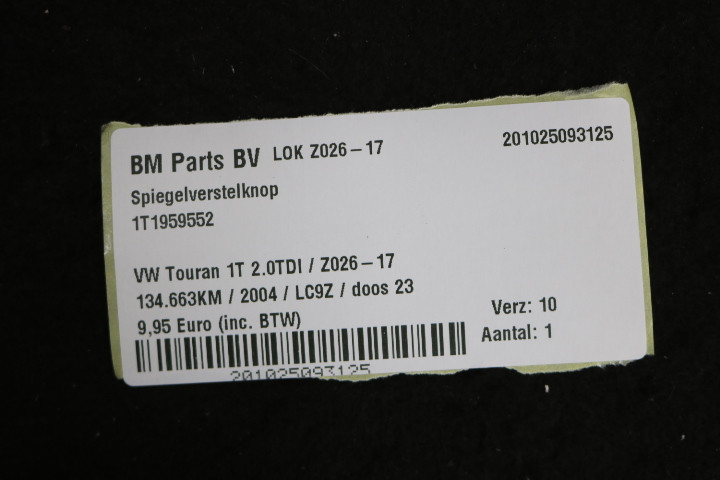 BM Parts BV LOK Z026-17 201025093125
Spiegelverstelknop
1T1959552
VW Touran 1T 2.0TDI / Z026-17
134.663KM / 2004 / LC9Z / doos 23
9,95 Euro (inc. BTW)
Verz: 10
Aantal: 1
201025093125